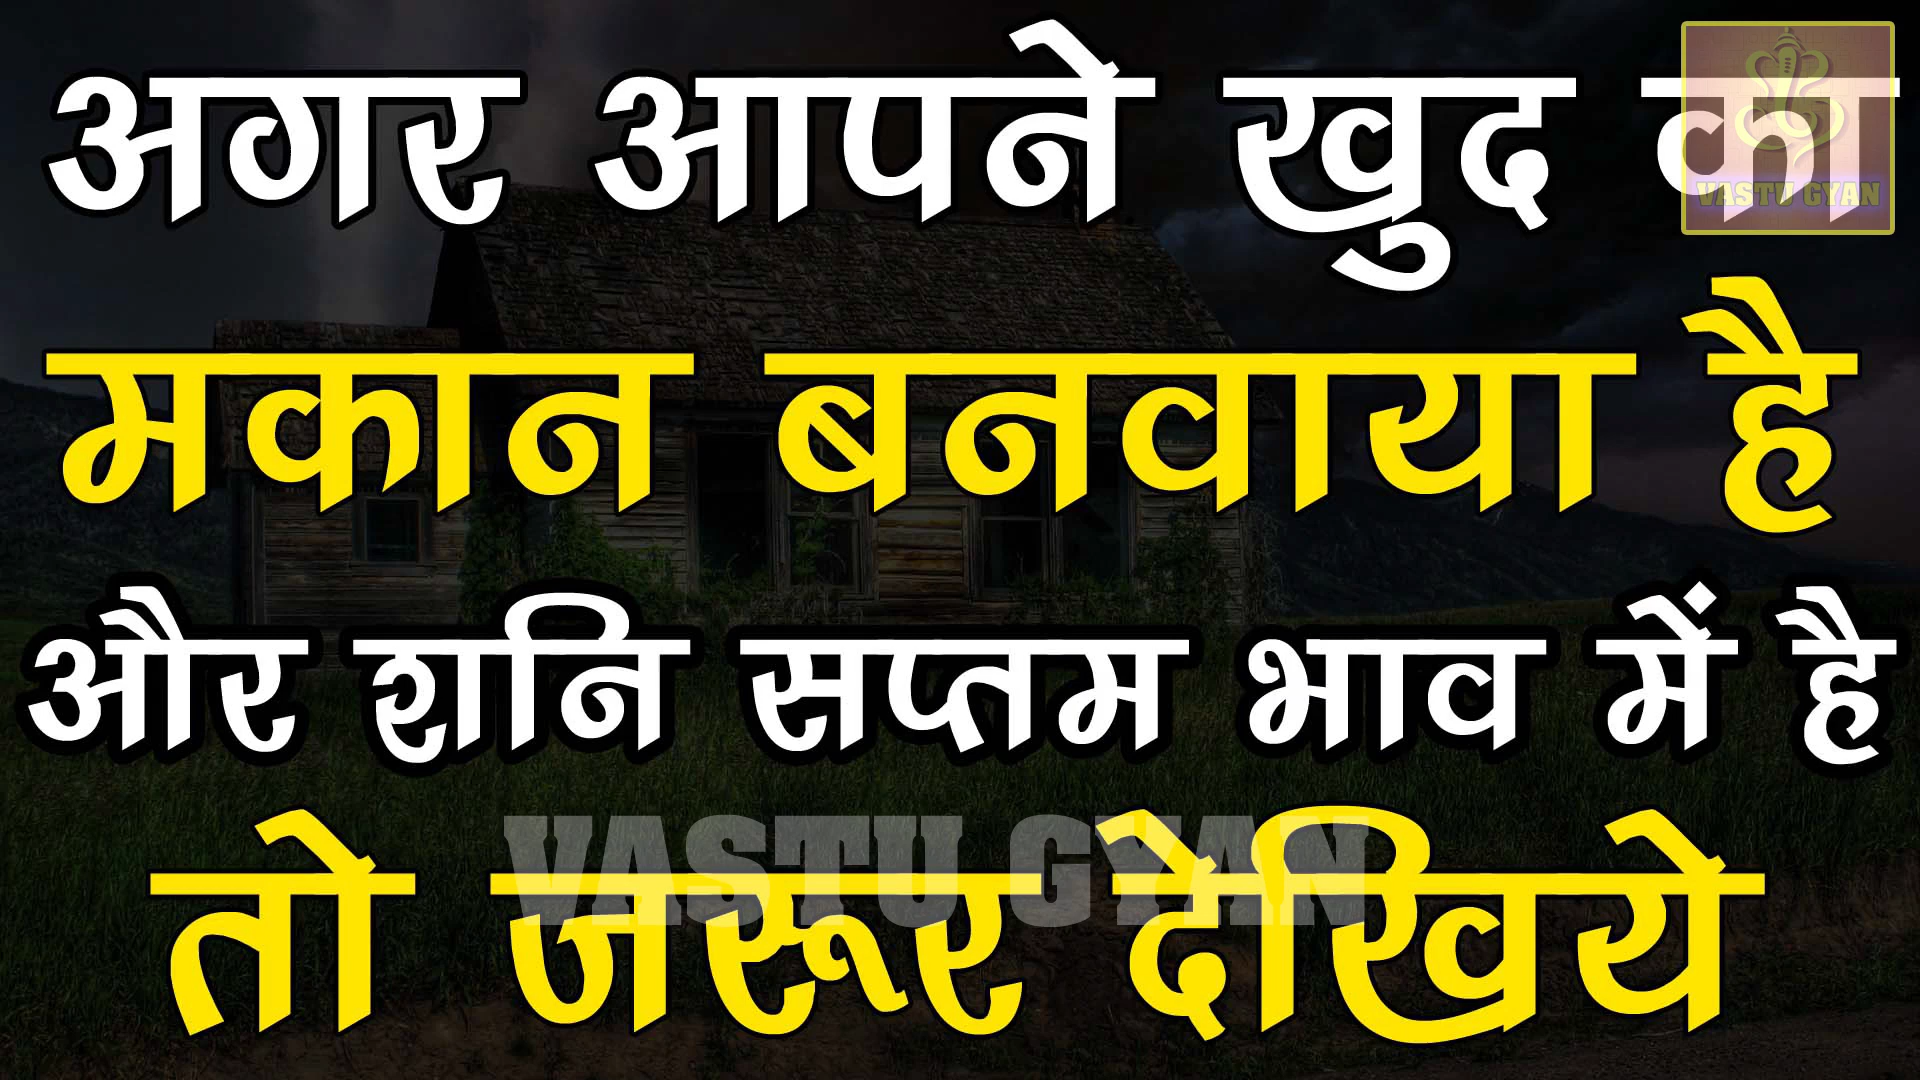 अगर आपने खुद का
VASTU GYAN
मकान बनवाया है
और शनि सप्तम भाव में है
VASTU GYAN
तो जरूर देखिये